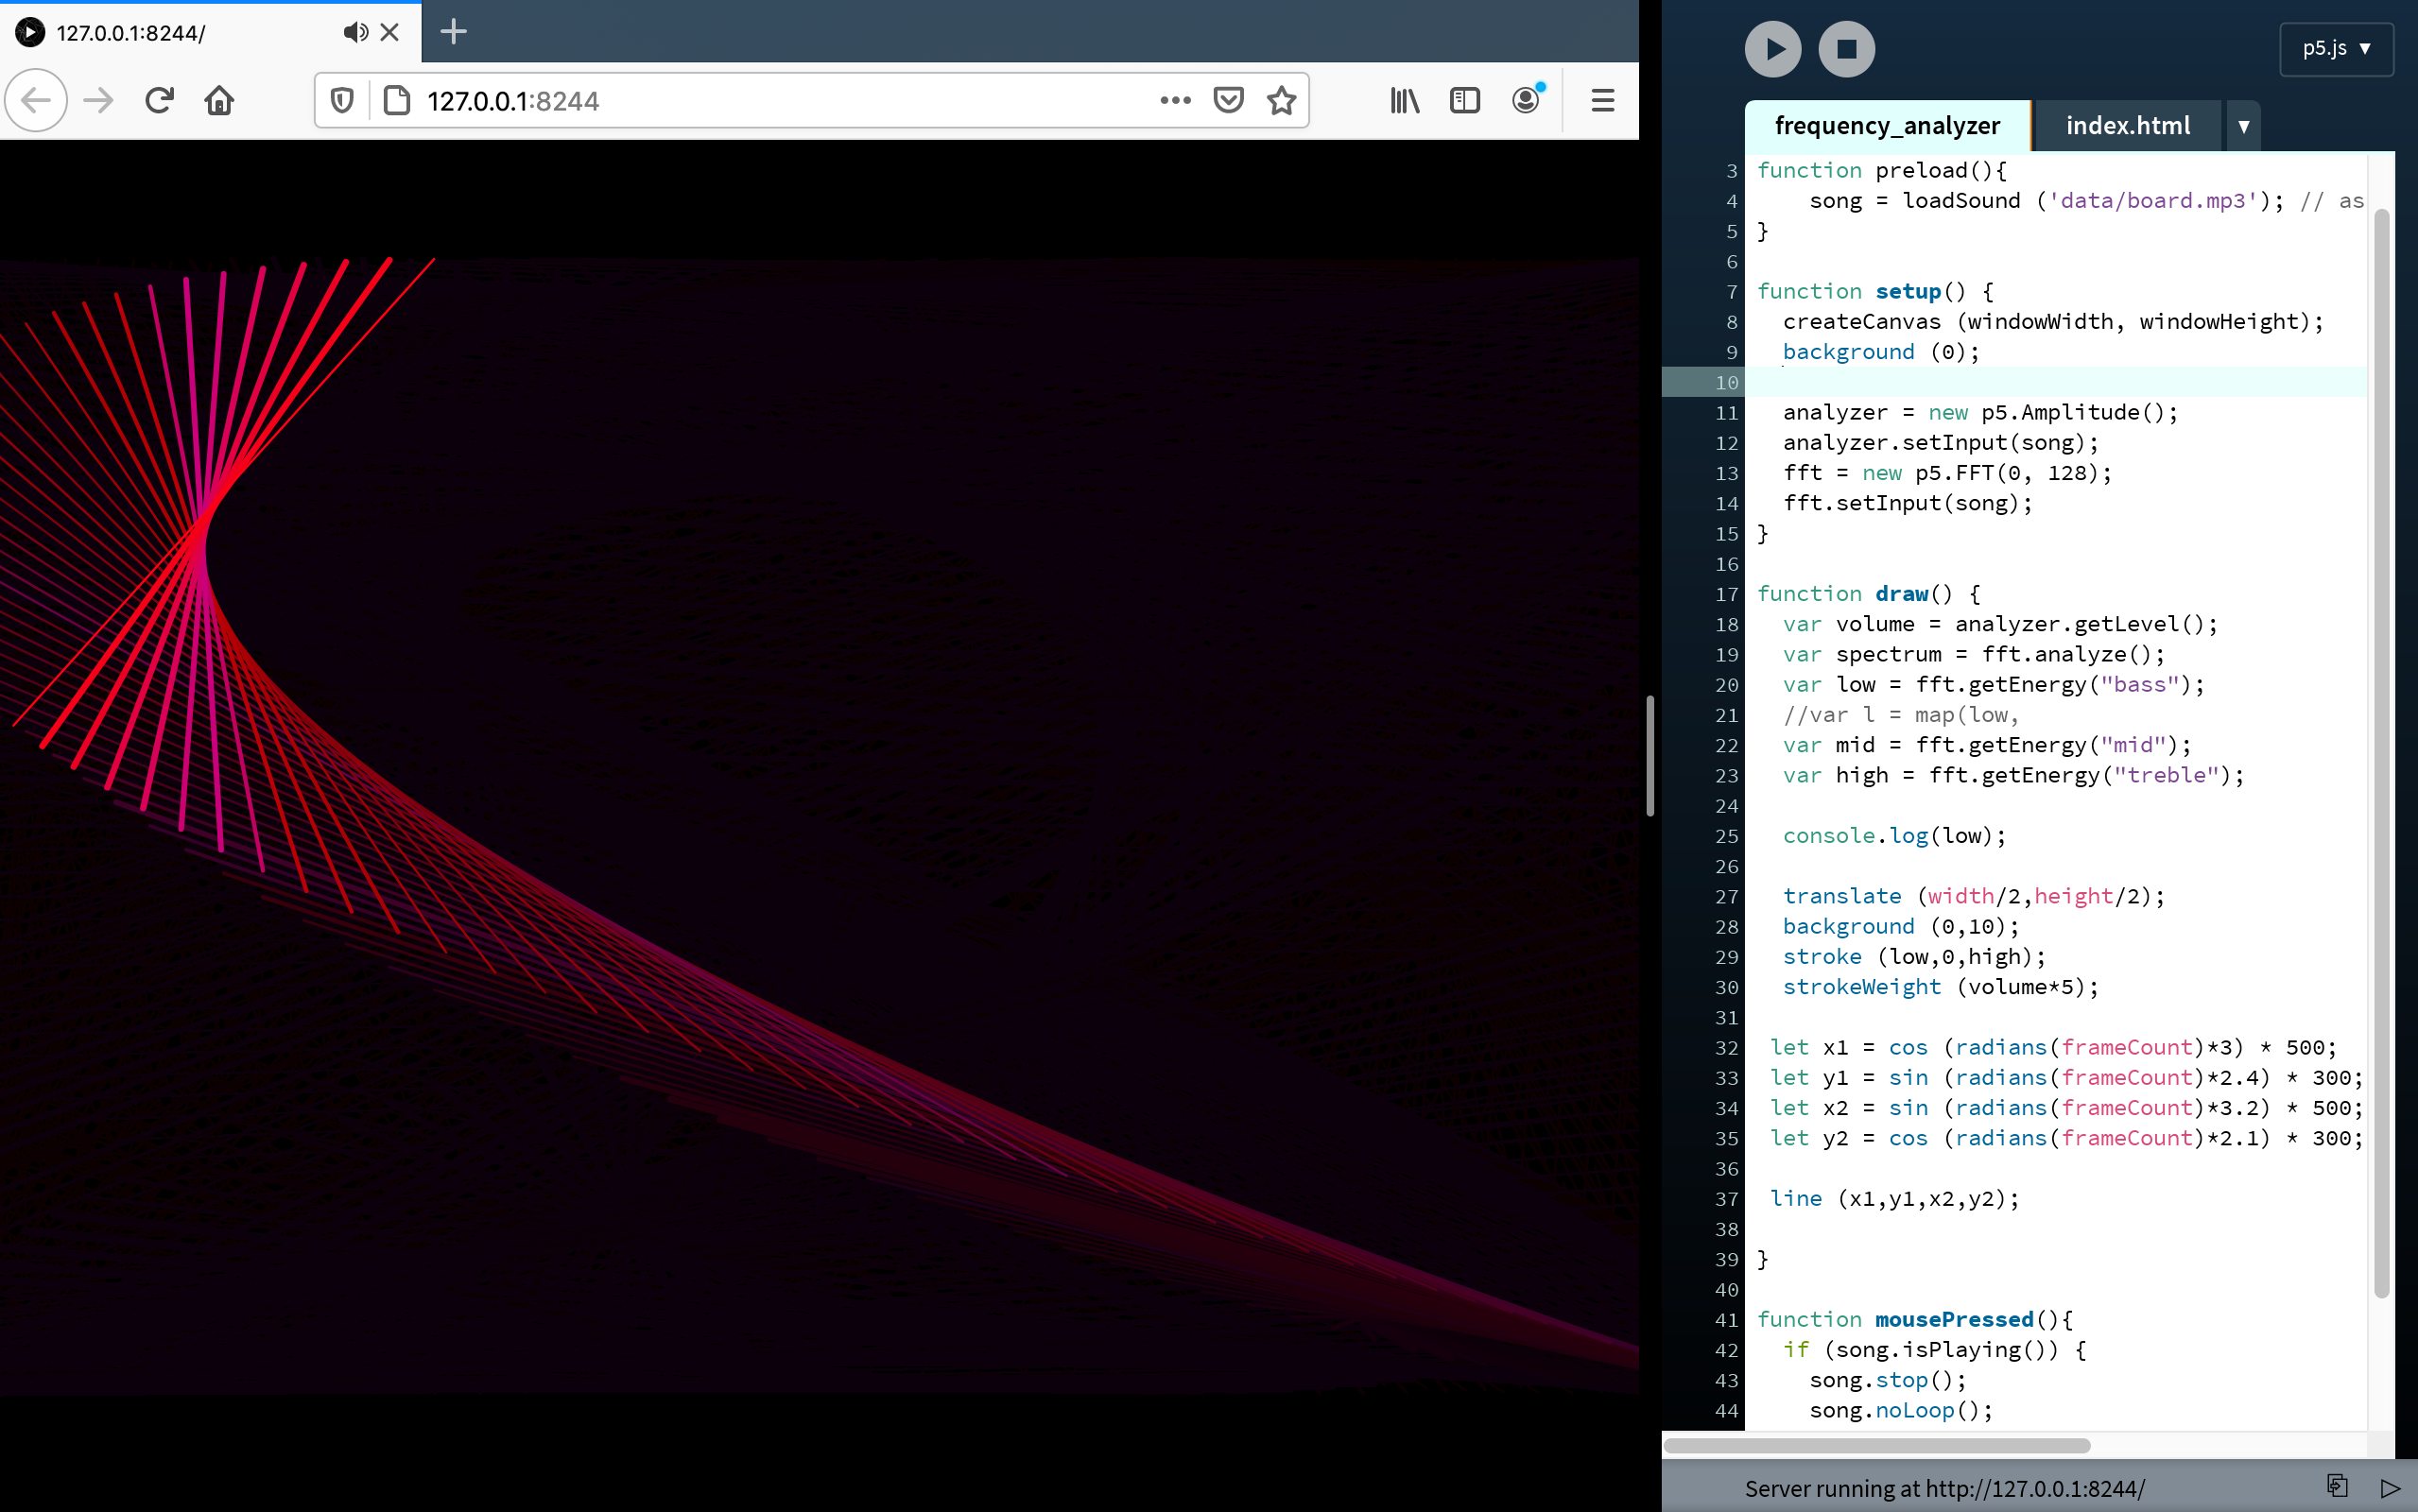 127.0.0.1:8244/
127.0.0.1:8244
p5.js ▼
frequency_analyzer
index.html
▼
3 function preload(){
4 song = loadSound ('data/board.mp3'); // as
5 }
6
7 function setup() {
8 createCanvas (windowWidth, windowHeight);
9 background (0);
10
11 analyzer = new p5.Amplitude();
12 analyzer.setInput(song);
13 fft = new p5.FFT(0, 128);
14 fft.setInput(song);
15 }
16
17 function draw() {
18 var volume = analyzer.getLevel();
19 var spectrum = fft.analyze();
20 var low = fft.getEnergy("bass");
21 //var l = map(low,
22 var mid = fft.getEnergy("mid");
23 var high = fft.getEnergy("treble");
24
25 console.log(low);
26
27 translate (width/2,height/2);
28 background (0,10);
29 stroke (low,0,high);
30 strokeWeight (volume*5);
31
32 let x1 = cos (radians(frameCount)*3) * 500;
33 let y1 = sin (radians(frameCount)*2.4) * 300;
34 let x2 = sin (radians(frameCount)*3.2) * 500;
35 let y2 = cos (radians(frameCount)*2.1) * 300;
36
37 line (x1,y1,x2,y2);
38
39 }
40
41 function mousePressed(){
42 if (song.isPlaying()) {
43 song.stop();
44 song.noLoop();
Server running at http://127.0.0.1:8244/